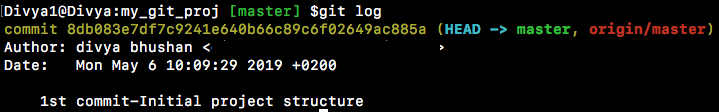 [Divya1@Divya:my_git_proj [master] $git log
commit 8db083e7df7c9241e640b66c89c6f02649ac885a (HEAD -> master, origin/master)
Author: divya bhushan < >
Date:   Mon May 6 10:09:29 2019 +0200
1st commit-Initial project structure